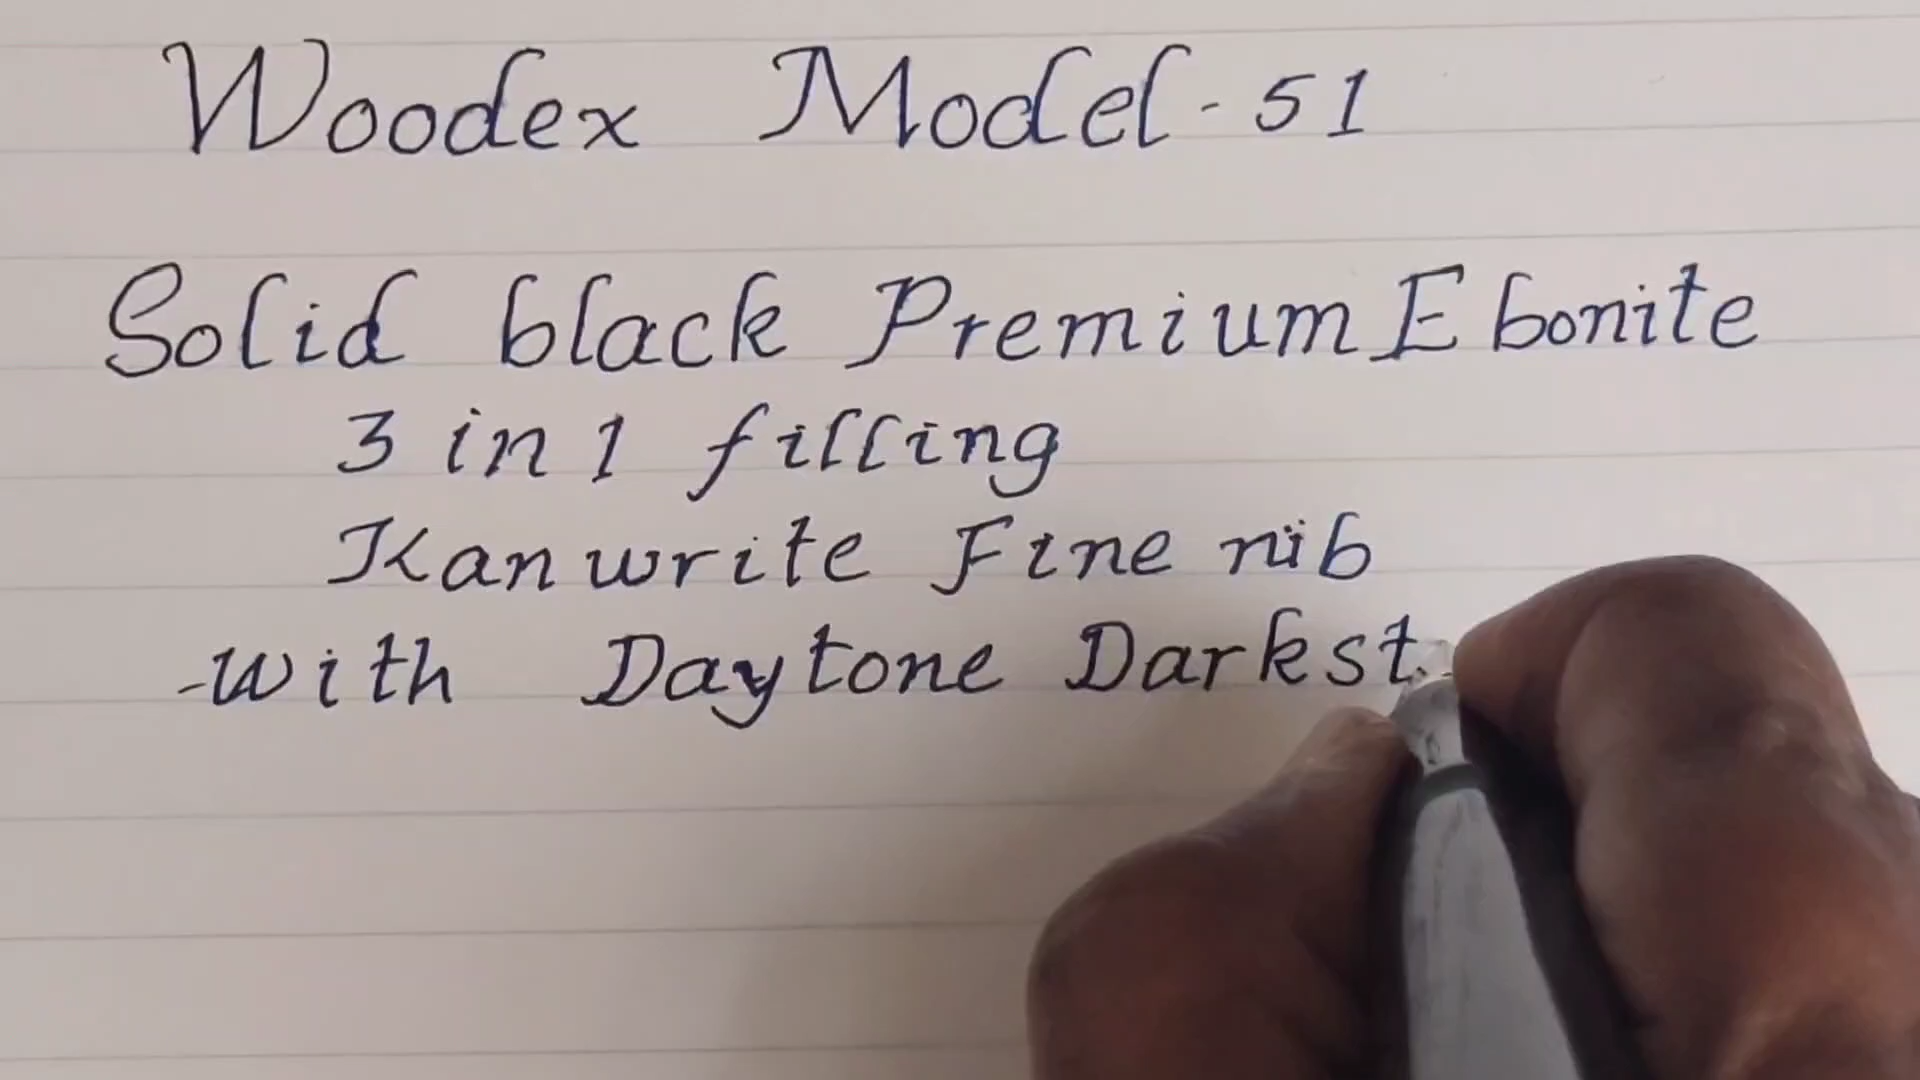 Woodex Model-51
Solid black Premium Ebonite
3 in 1 filling
Kanwrite Fine nib
-with Daytone Darkst